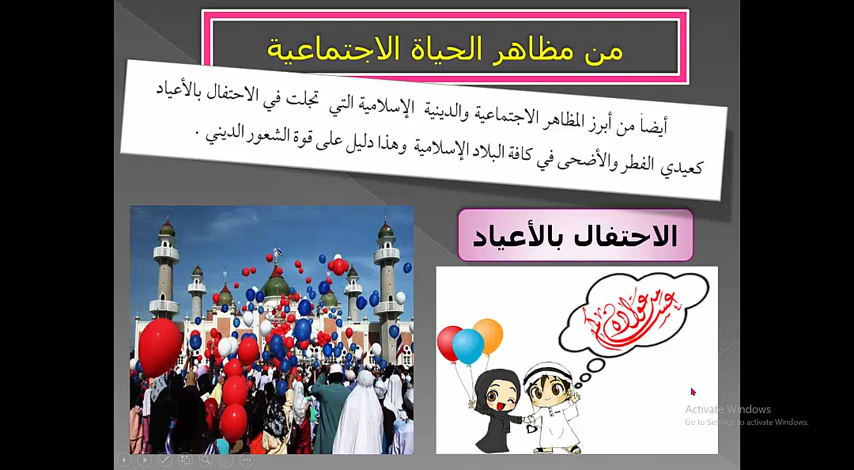 من مظاهر الحياة الاجتماعية
أيضاً من أبرز المظاهر الاجتماعية والدينية الإسلامية التي تجلت في الاحتفال بالأعياد
كعيدي الفطر والأضحى في كافة البلاد الإسلامية وهذا دليل على قوة الشعور الديني .
الاحتفال بالأعياد
Activate Windows
Go to Settings to activate Windows.